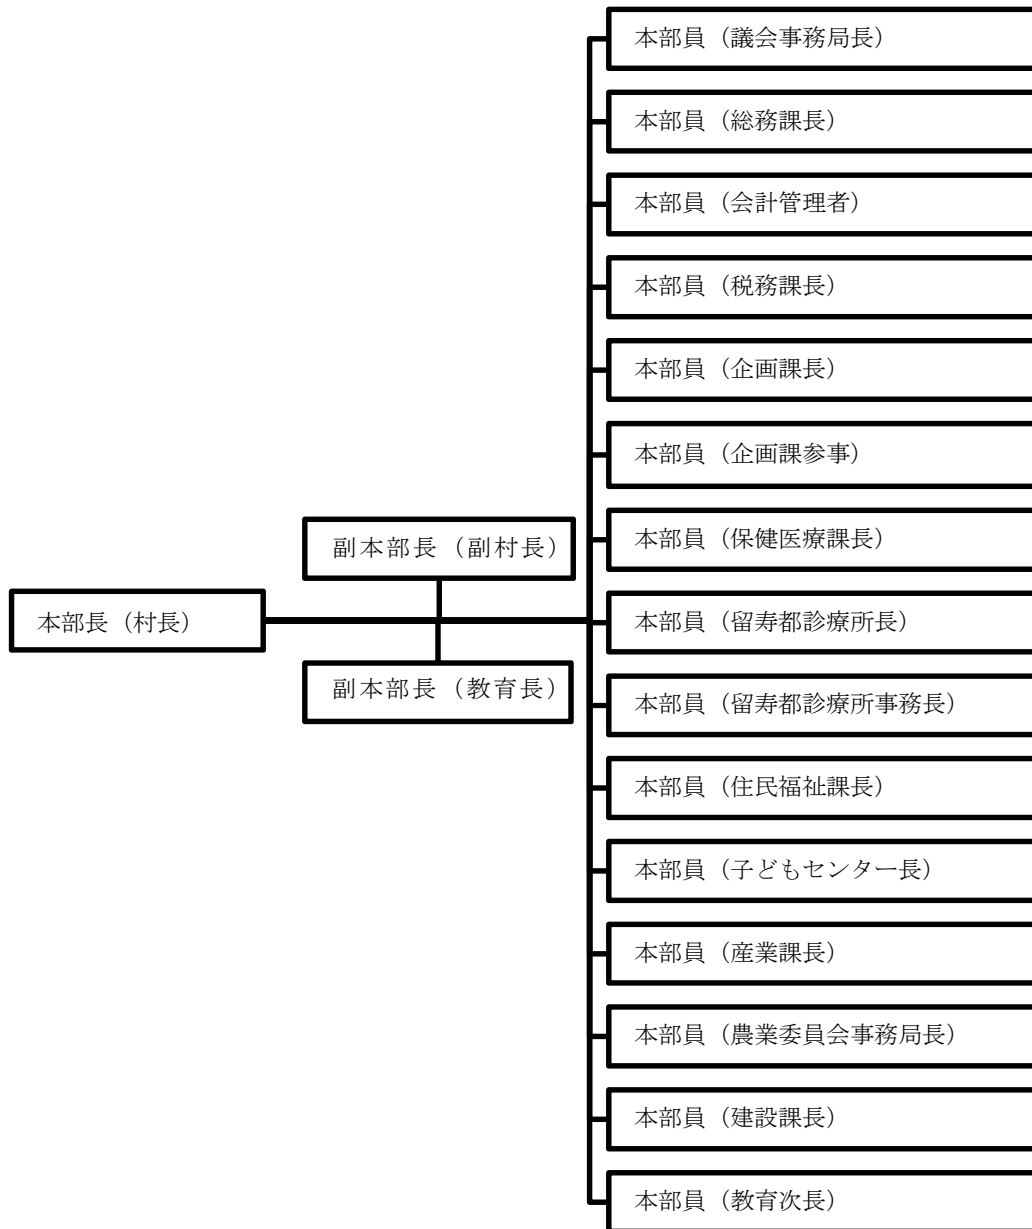 本部員（議会事務局長）
本部員（総務課長）
本部員（会計管理者）
本部員（税務課長）
本部員（企画課長）
本部員（企画課参事）
副本部長（副村長）
本部員（保健医療課長）
本部長（村長）
本部員（留寿都診療所長）
副本部長（教育長）
本部員（留寿都診療所事務長）
本部員（住民福祉課長）
本部員（子どもセンター長）
本部員（産業課長）
本部員（農業委員会事務局長）
本部員（建設課長）
本部員（教育次長）